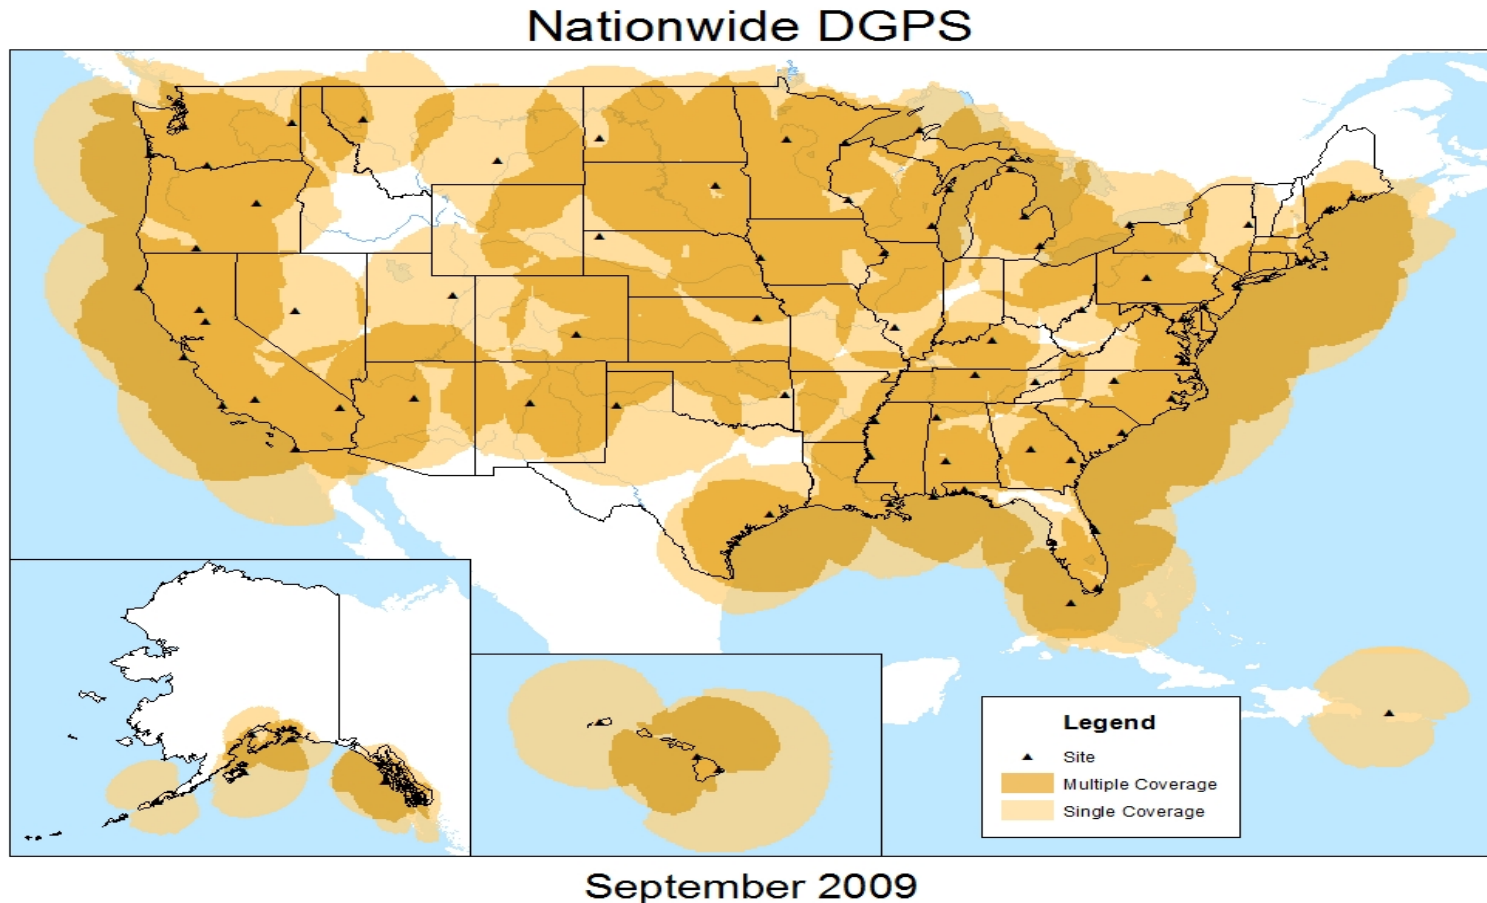 Nationwide DGPS
Legend
Site
Multiple Coverage
Single Coverage
September 2009